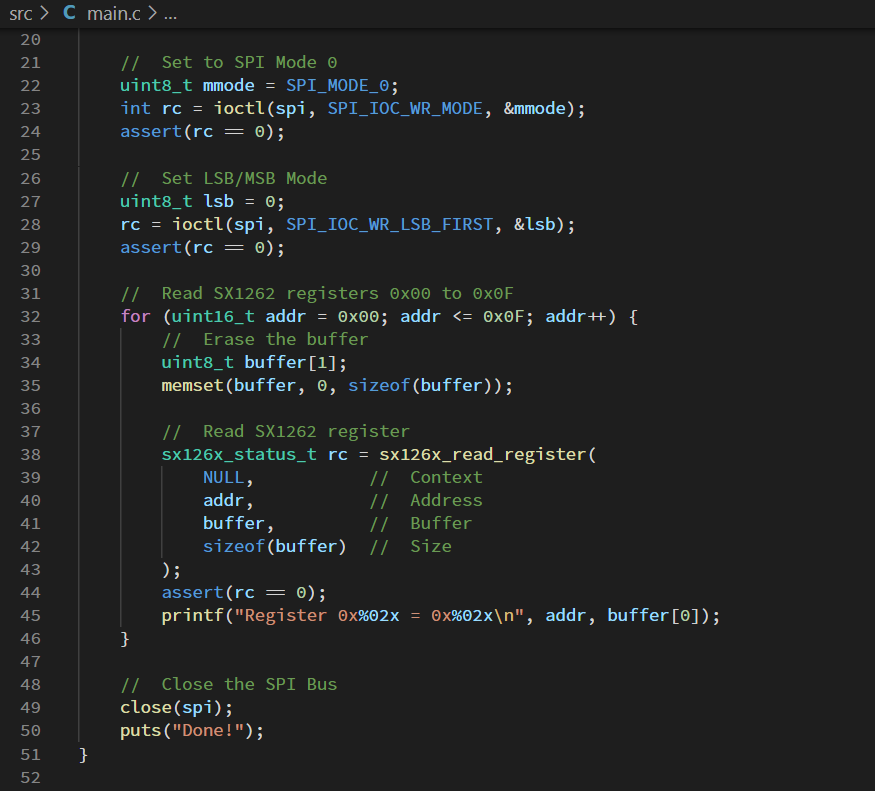 src > C main.c > ...
20
21     //  Set to SPI Mode 0
22     uint8_t mmode = SPI_MODE_0;
23     int rc = ioctl(spi, SPI_IOC_WR_MODE, &mmode);
24     assert(rc == 0);
25
26     //  Set LSB/MSB Mode
27     uint8_t lsb = 0;
28     rc = ioctl(spi, SPI_IOC_WR_LSB_FIRST, &lsb);
29     assert(rc == 0);
30
31     //  Read SX1262 registers 0x00 to 0x0F
32     for (uint16_t addr = 0x00; addr <= 0x0F; addr++) {
33         //  Erase the buffer
34         uint8_t buffer[1];
35         memset(buffer, 0, sizeof(buffer));
36
37         //  Read SX1262 register
38         sx126x_status_t rc = sx126x_read_register(
39             NULL,           //  Context
40             addr,           //  Address
41             buffer,         //  Buffer
42             sizeof(buffer)  //  Size
43         );
44         assert(rc == 0);
45         printf("Register 0x%02x = 0x%02x\n", addr, buffer[0]);
46     }
47
48     //  Close the SPI Bus
49     close(spi);
50     puts("Done!");
51 }
52